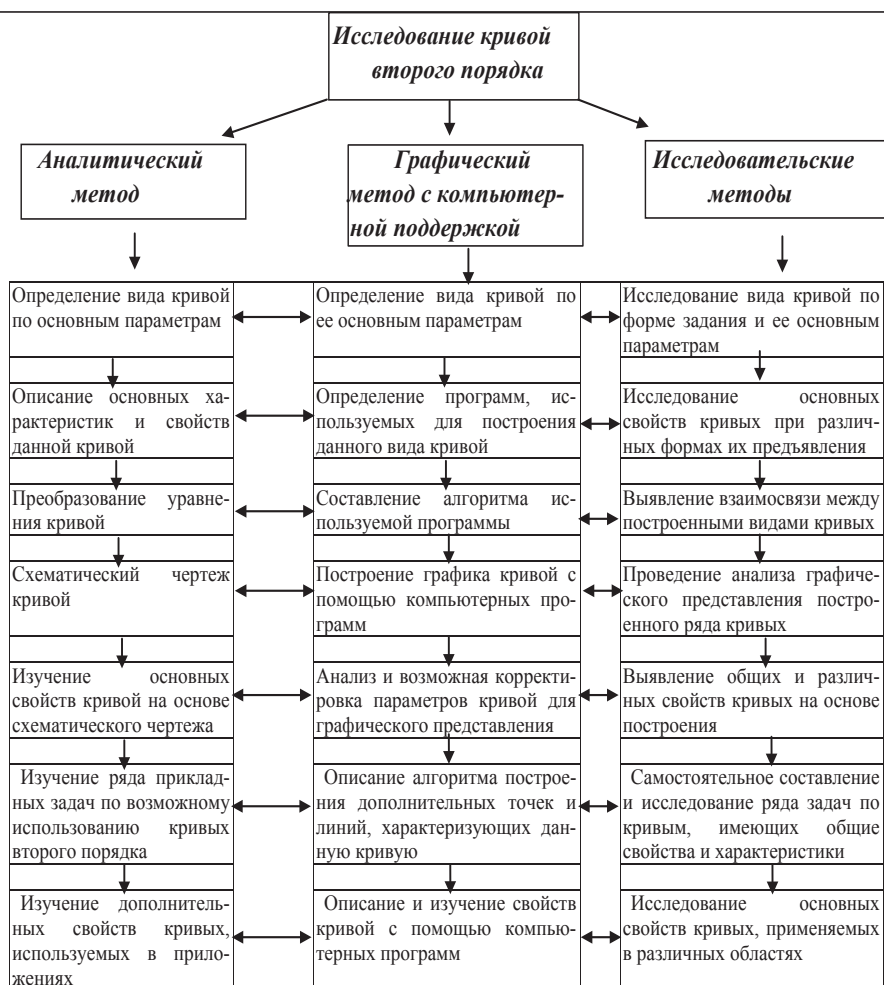 Исследование кривой
второго порядка
Аналитический
метод
Графический
метод с компьютер-
ной поддержкой
Исследовательские
методы
Определение вида кривой
по основным параметрам
Определение вида кривой по
ее основным параметрам
Исследование вида кривой по
форме задания и ее основным
параметрам
Описание основных ха-
рактеристик и свойств
данной кривой
Определение программ, ис-
пользуемых для построения
данного вида кривой
Исследование основных
свойств кривых при различ-
ных формах их предъявления
Преобразование уравне-
ния кривой
Составление алгоритма ис-
пользуемой программы
Выявление взаимосвязи между
построенными видами кривых
Схематический чертеж
кривой
Построение графика кривой с
помощью компьютерных про-
грамм
Проведение анализа графиче-
ского представления постро-
енного ряда кривых
Изучение основных
свойств кривой на основе
схематического чертежа
Анализ и возможная корректи-
ровка параметров кривой для
графического представления
Выявление общих и различ-
ных свойств кривых на основе
построения
Изучение ряда приклад-
ных задач по возможному
использованию кривых
второго порядка
Описание алгоритма построе-
ния дополнительных точек и
линий, характеризующих дан-
ную кривую
Самостоятельное составление
и исследование ряда задач по
кривым, имеющих общие
свойства и характеристики
Изучение дополнитель-
ных свойств кривых,
используемых в прило-
жениях
Описание и изучение свойств
кривой с помощью компью-
терных программ
Исследование основных
свойств кривых, применяемых
в различных областях